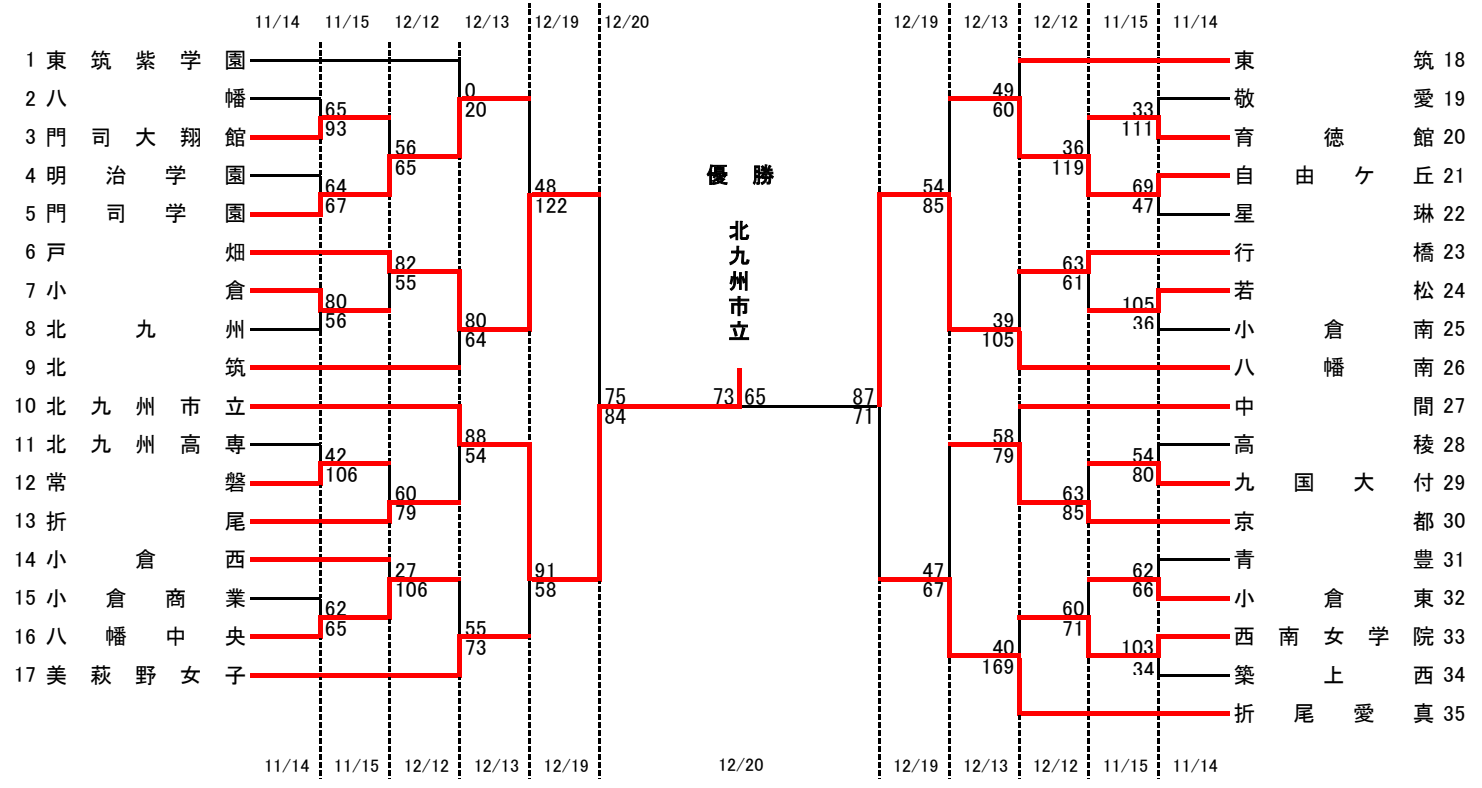 11/14 11/15 12/12 12/13 12/19 12/20 12/19 12/13 12/12 11/15 11/14
1 東筑紫学園
2 八幡
3 門司大翔館
4 明治学園
5 門司学園
6 戸畑
7 小倉
8 北九州
9 北筑
10 北九州市立
11 北九州高専
12 常磐
13 折尾
14 小倉西
15 小倉商業
16 八幡中央
17 美萩野女子
65
93
64
67
80
56
42
106
62
65
56
65
82
55
60
79
27
106
0
20
80
64
88
54
55
73
48
122
91
58
75
84
優勝
北九州市立
73 65
87
71
54
85
47
67
49
60
39
105
58
79
40
169
36
119
63
61
63
85
60
71
33
111
69
47
105
36
54
80
62
66
103
34
東筑 18
敬愛 19
育徳館 20
自由ケ丘 21
星琳 22
行橋 23
若松 24
小倉南 25
八幡南 26
中間 27
高稜 28
九国大付 29
京都 30
青豊 31
小倉東 32
西南女学院 33
築上西 34
折尾愛真 35
11/14 11/15 12/12 12/13 12/19 12/20 12/19 12/13 12/12 11/15 11/14